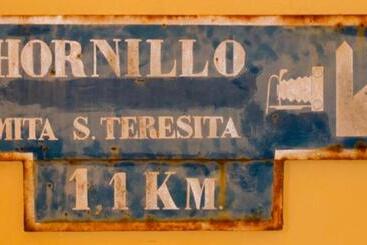 HORNILLO
MITA S. TERESITA
1,1 KM.